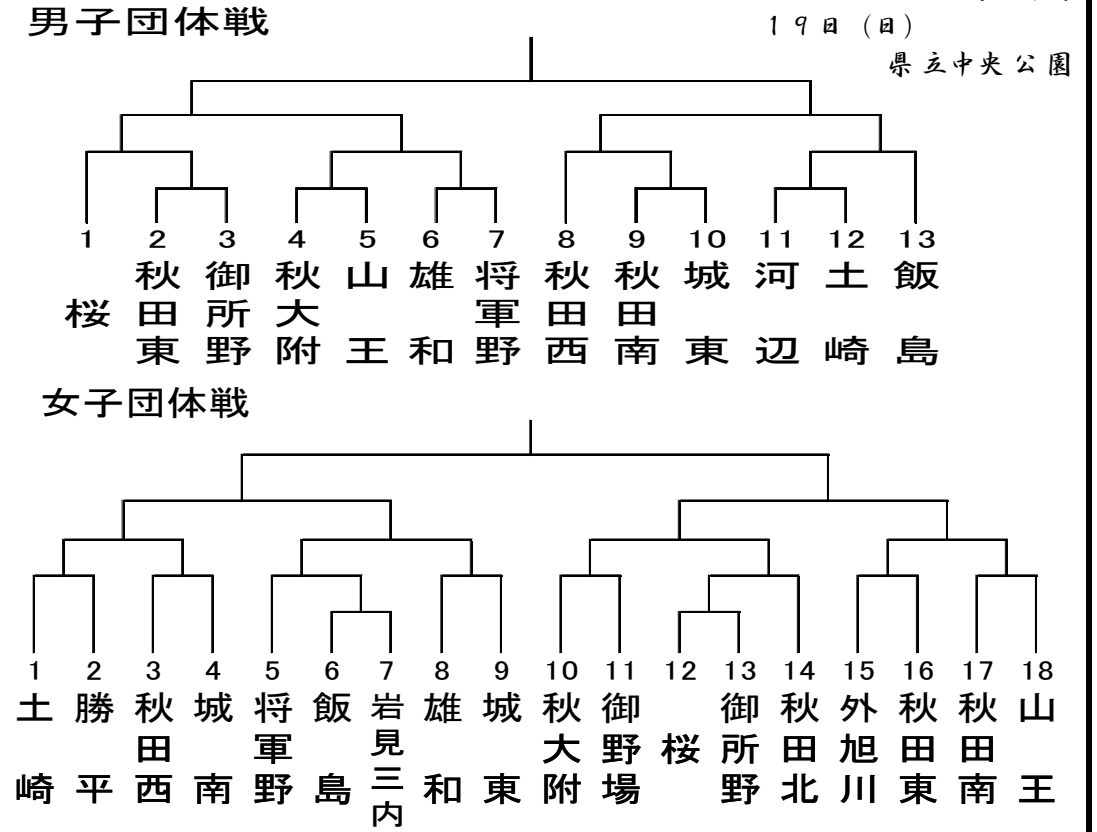 男子団体戦
19日(日)
県立中央公園
1 桜
2 秋田東
3 御所野
4 秋大附
5 山王
6 雄和
7 将軍野
8 秋田西
9 秋田南
10 城東
11 河辺
12 土崎
13 飯島
女子団体戦
1 土崎
2 勝平
3 秋田西
4 城南
5 将軍野
6 飯島
7 岩見三内
8 雄和
9 城東
10 秋大附
11 御野場
12 桜
13 御所野
14 秋田北
15 外旭川
16 秋田東
17 秋田南
18 山王